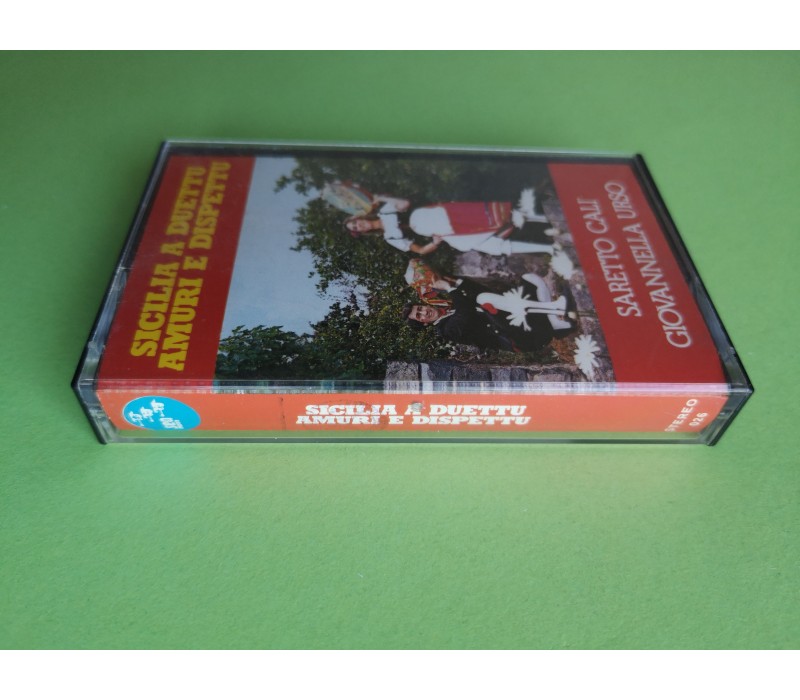 SICILIA A DUETTU
AMURI E DISPETTU
SARETTO CALI'
GIOVANNELLA URSO
SICILIA A DUETTU
AMURI E DISPETTU
STEREO
026